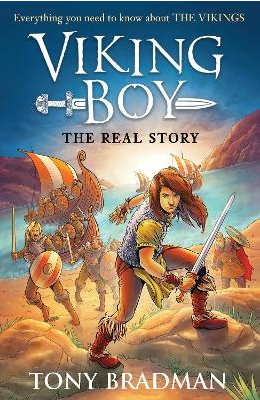 Everything you need to know about THE VIKINGS
VIKING
BOY
THE REAL STORY
TONY BRADMAN